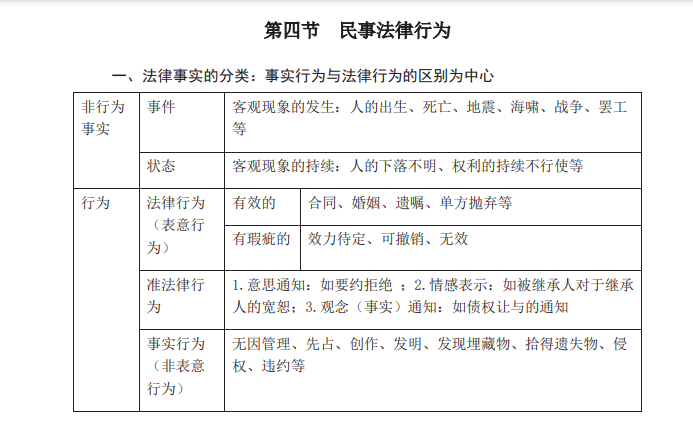 第四节 民事法律行为
一、法律事实的分类：事实行为与法律行为的区别为中心
非行为
事实
事件
客观现象的发生：人的出生、死亡、地震、海啸、战争、罢工
等
状态
客观现象的持续：人的下落不明、权利的持续不行使等
行为
法律行为
（表意行
为）
有效的
合同、婚姻、遗嘱、单方抛弃等
有瑕疵的
效力待定、可撤销、无效
准法律行
为
1.意思通知：如要约拒绝 ；2.情感表示：如被继承人对于继承
人的宽恕；3.观念（事实）通知：如债权让与的通知
事实行为
（非表意
行为）
无因管理、先占、创作、发明、发现埋藏物、拾得遗失物、侵
权、违约等